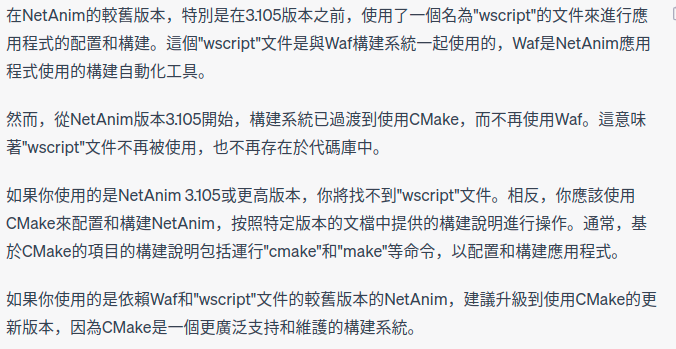 在NetAnim的較舊版本，特別是在3.105版本之前，使用了一個名為"wscript"的文件來進行應
用程式的配置和構建。這個"wscript"文件是與Waf構建系統一起使用的，Waf是NetAnim應用
程式使用的構建自動化工具。
然而，從NetAnim版本3.105開始，構建系統已過渡到使用CMake，而不再使用Waf。這意味
著"wscript"文件不再被使用，也不再存在於代碼庫中。
如果你使用的是NetAnim 3.105或更高版本，你將找不到"wscript"文件。相反，你應該使用
CMake來配置和構建NetAnim，按照特定版本的文檔中提供的構建說明進行操作。通常，基
於CMake的項目的構建說明包括運行"cmake"和"make"等命令，以配置和構建應用程式。
如果你使用的是依賴Waf和"wscript"文件的較舊版本的NetAnim，建議升級到使用CMake的更
新版本，因為CMake是一個更廣泛支持和維護的構建系統。